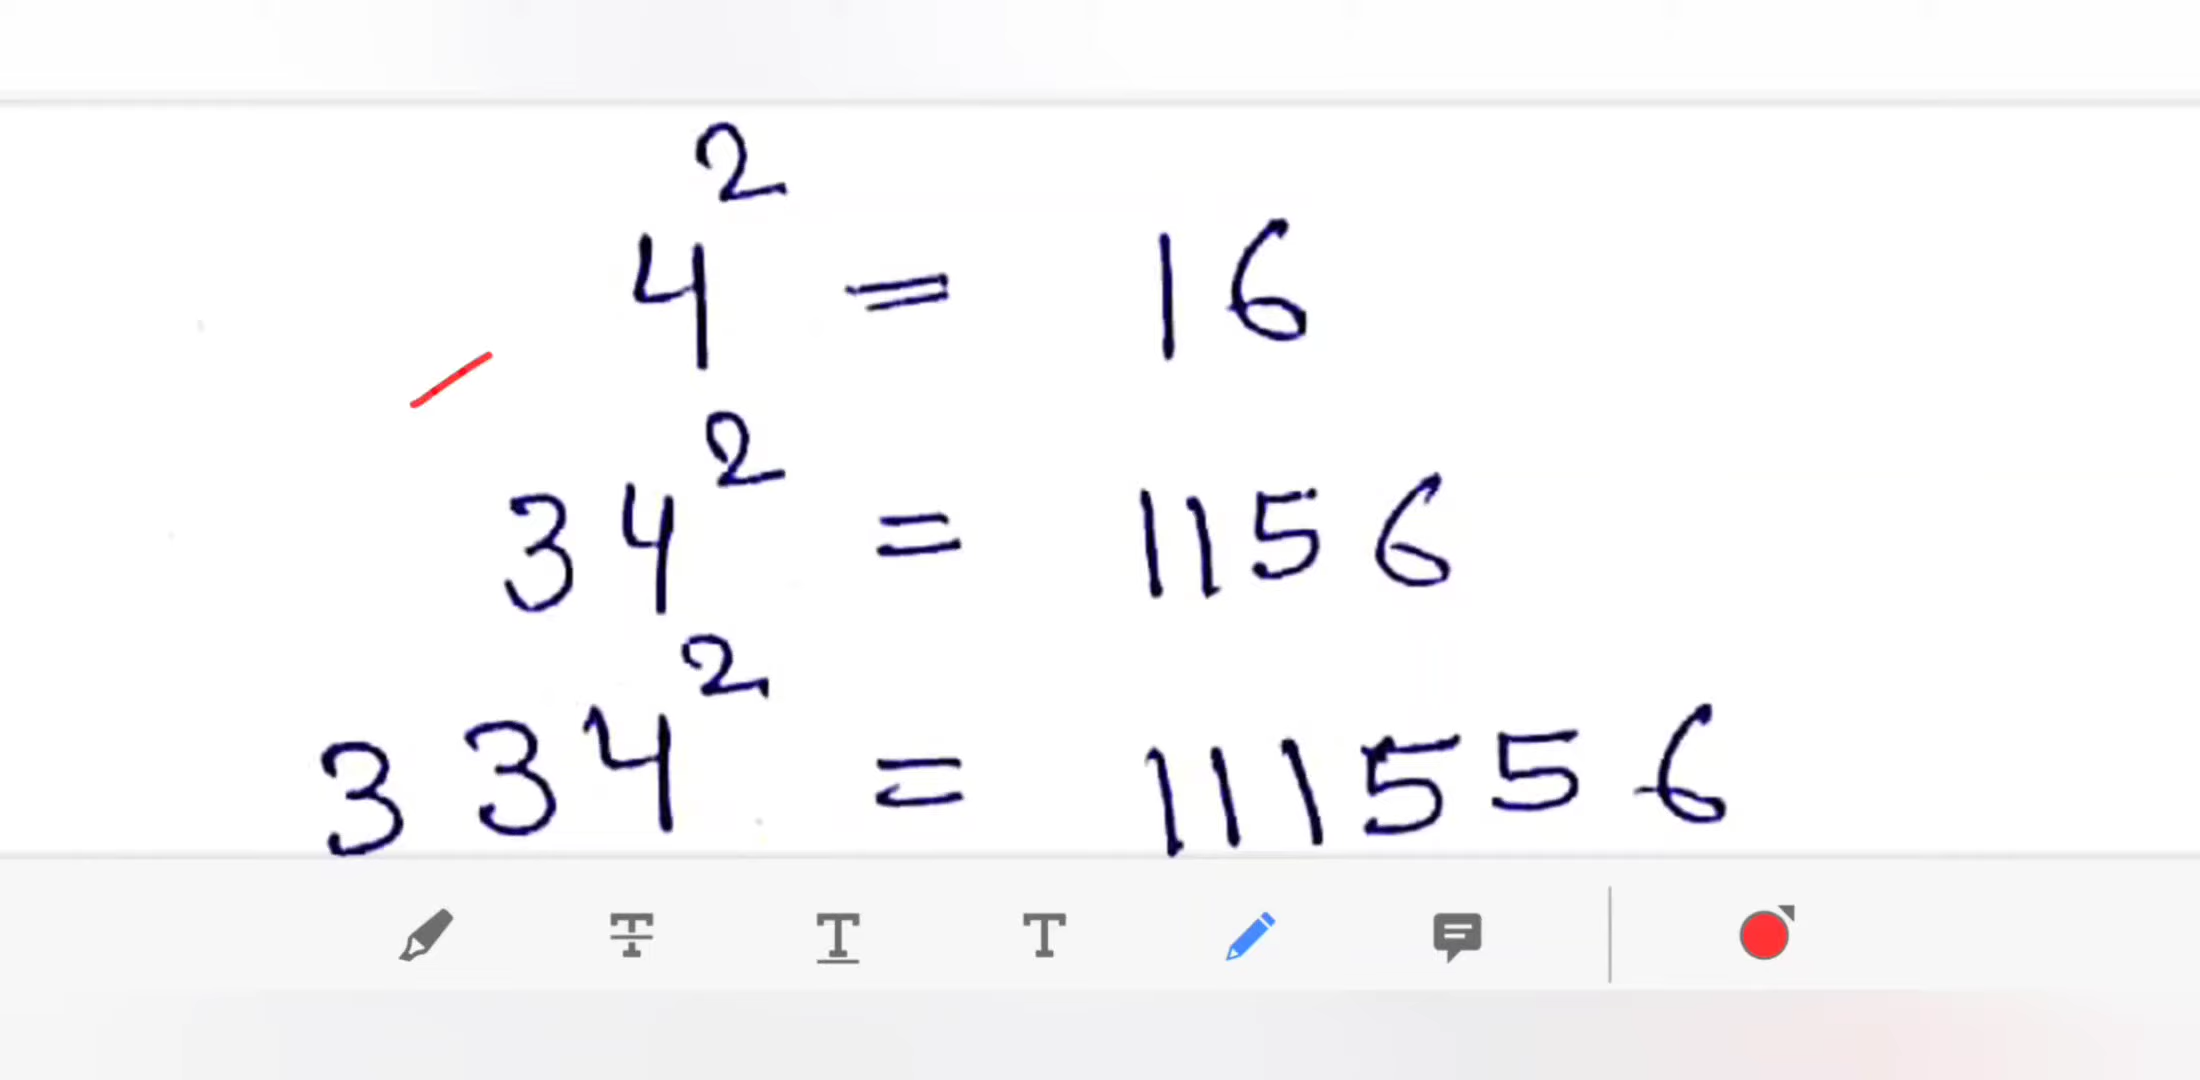 4² = 16
34² = 1156
334² = 111556